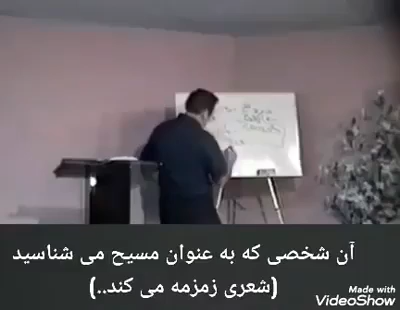 آن شخصی که به عنوان مسیح می شناسید
(شعری زمزمه می کند..)
Made with
VideoShow